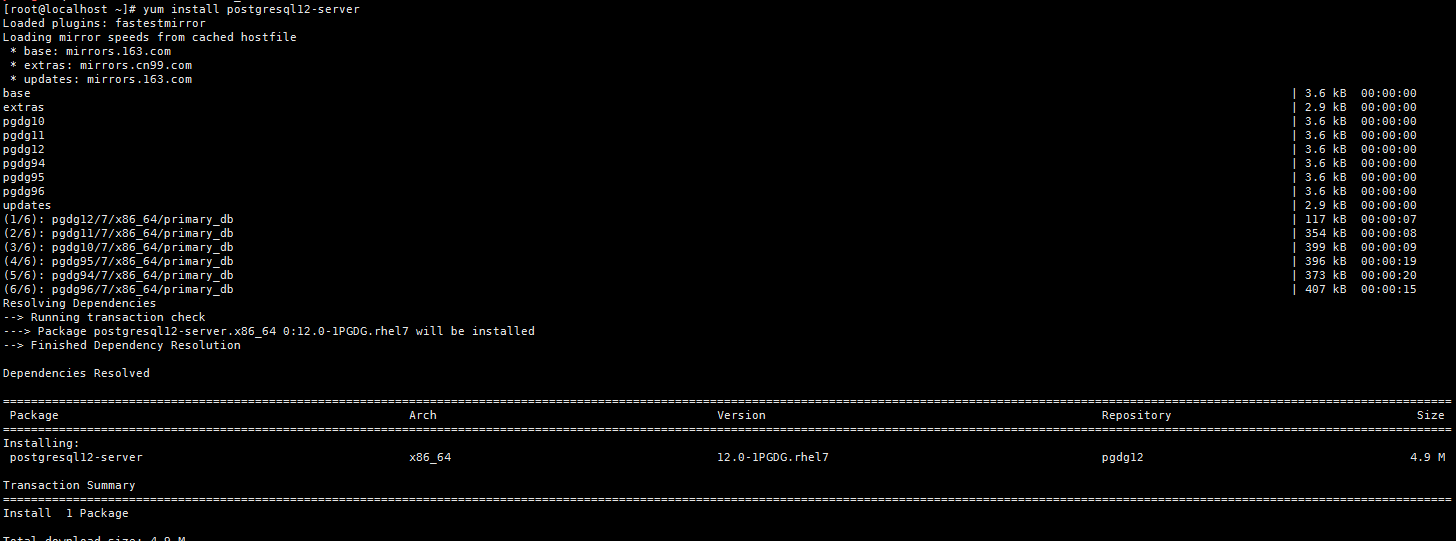 [root@localhost ~]# yum install postgresql12-server
Loaded plugins: fastestmirror
Loading mirror speeds from cached hostfile
 * base: mirrors.163.com
 * extras: mirrors.cn99.com
 * updates: mirrors.163.com
base | 3.6 kB 00:00:00
extras | 2.9 kB 00:00:00
pgdg10 | 3.6 kB 00:00:00
pgdg11 | 3.6 kB 00:00:00
pgdg12 | 3.6 kB 00:00:00
pgdg94 | 3.6 kB 00:00:00
pgdg95 | 3.6 kB 00:00:00
pgdg96 | 3.6 kB 00:00:00
updates | 2.9 kB 00:00:00
(1/6): pgdg12/7/x86_64/primary_db | 117 kB 00:00:07
(2/6): pgdg11/7/x86_64/primary_db | 354 kB 00:00:08
(3/6): pgdg10/7/x86_64/primary_db | 399 kB 00:00:09
(4/6): pgdg95/7/x86_64/primary_db | 396 kB 00:00:19
(5/6): pgdg94/7/x86_64/primary_db | 373 kB 00:00:20
(6/6): pgdg96/7/x86_64/primary_db | 407 kB 00:00:15
Resolving Dependencies
--> Running transaction check
---> Package postgresql12-server.x86_64 0:12.0-1PGDG.rhel7 will be installed
--> Finished Dependency Resolution
Dependencies Resolved
Package Arch Version Repository Size
Installing:
postgresql12-server x86_64 12.0-1PGDG.rhel7 pgdg12 4.9 M
Transaction Summary
Install 1 Package
Total download size: 4.9 M